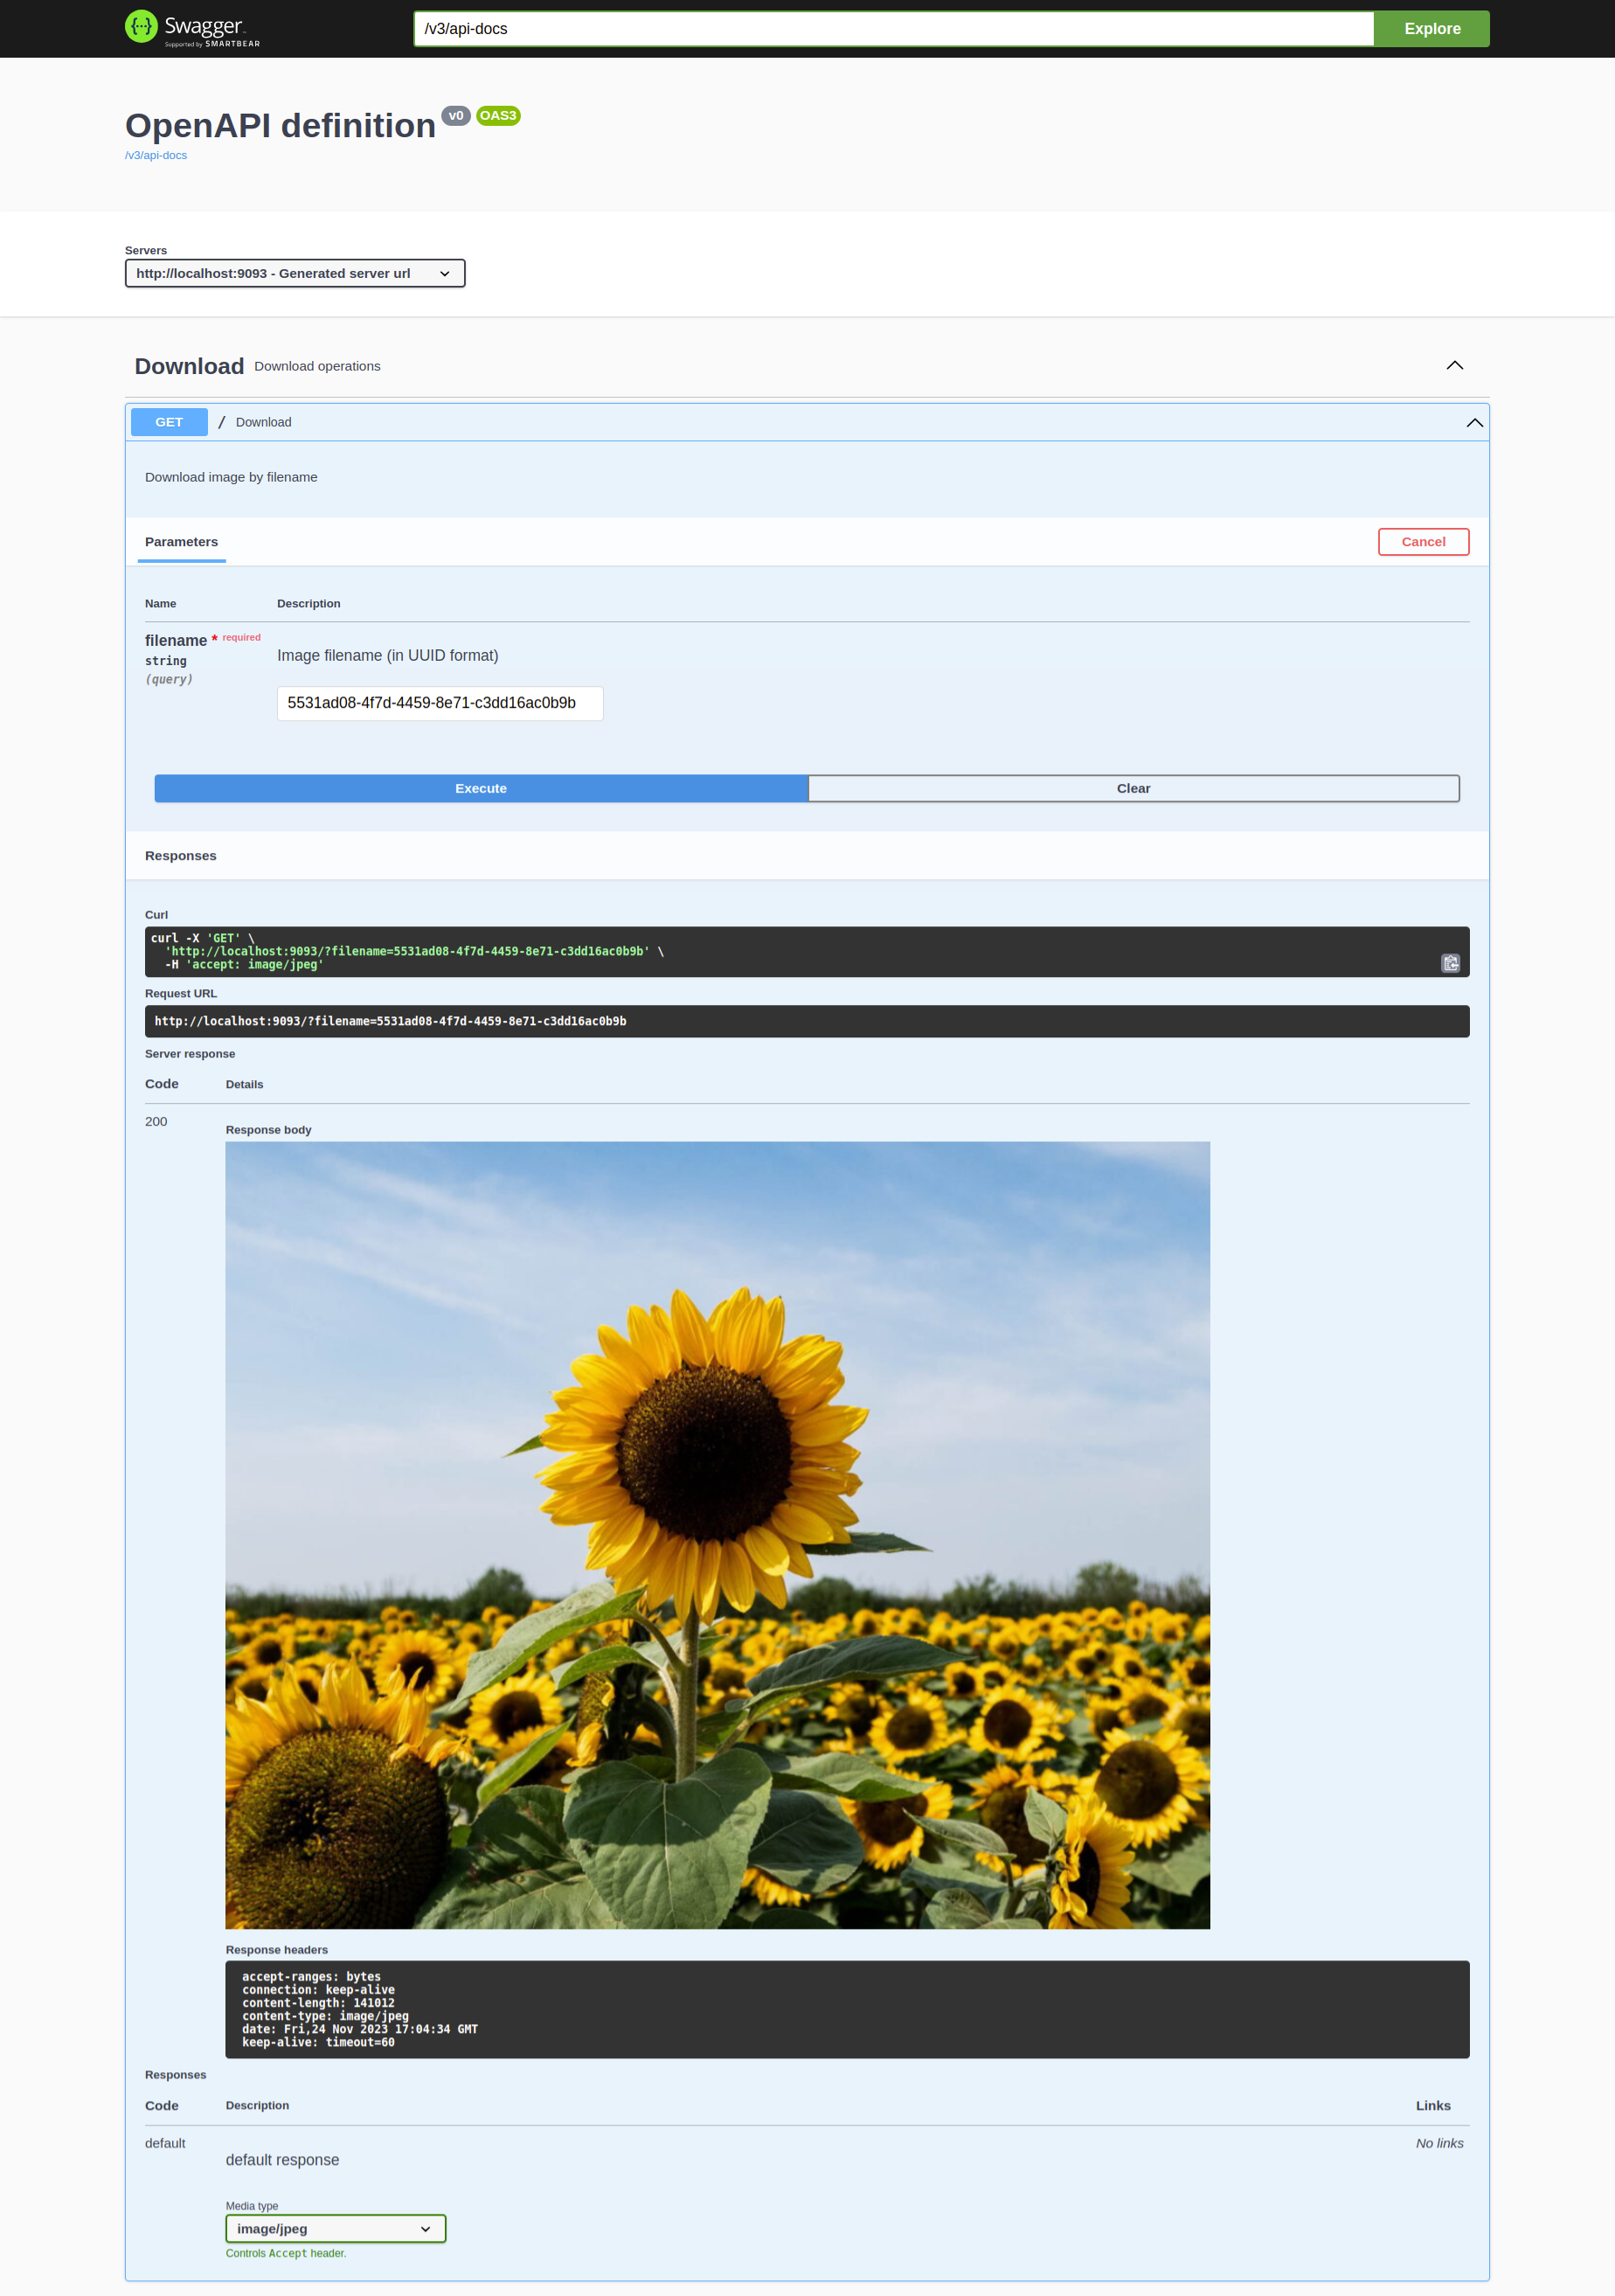 Swagger
Supported by SMARTBEAR
/v3/api-docs
Explore
OpenAPI definition v0 OAS3
/v3/api-docs
Servers
http://localhost:9093 - Generated server url
Download Download operations
GET / Download
Download image by filename
Parameters
Cancel
Name Description
filename * required
string
(query)
Image filename (in UUID format)
5531ad08-4f7d-4459-8e71-c3dd16ac0b9b
Execute
Clear
Responses
Curl
curl -X 'GET' \
'http://localhost:9093/?filename=5531ad08-4f7d-4459-8e71-c3dd16ac0b9b' \
-H 'accept: image/jpeg'
Request URL
http://localhost:9093/?filename=5531ad08-4f7d-4459-8e71-c3dd16ac0b9b
Server response
Code Details
200
Response body
Response headers
accept-ranges: bytes
connection: keep-alive
content-length: 141012
content-type: image/jpeg
date: Fri,24 Nov 2023 17:04:34 GMT
keep-alive: timeout=60
Responses
Code Description Links
default
default response
No links
Media type
image/jpeg
Controls Accept header.